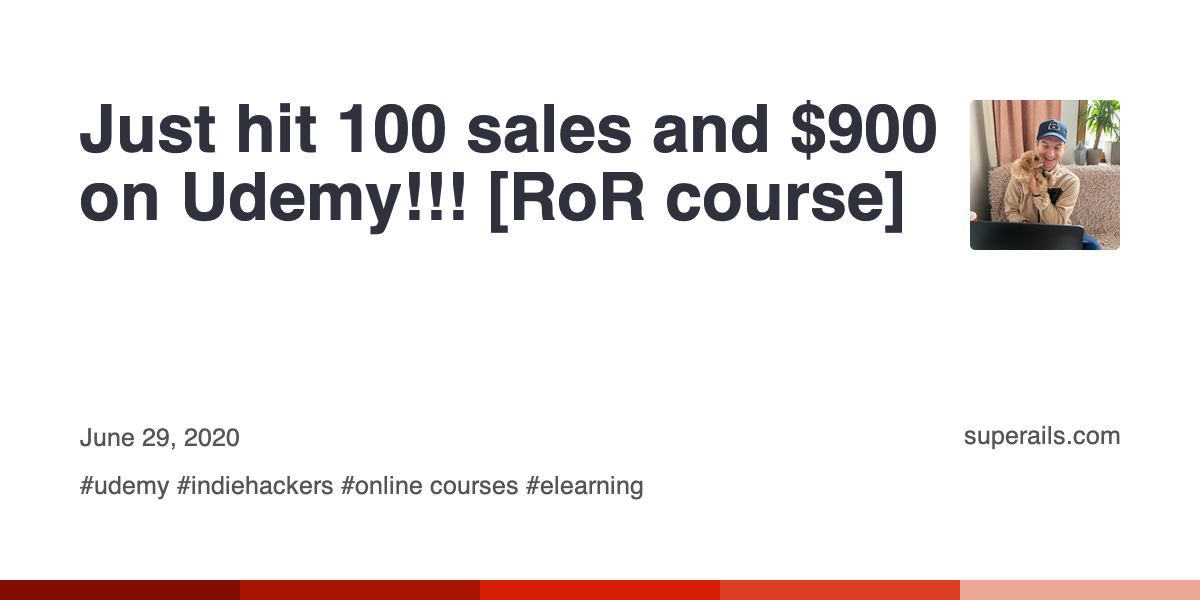 Just hit 100 sales and $900
on Udemy!!! [RoR course]
June 29, 2020
superails.com
#udemy #indiehackers #online courses #elearning